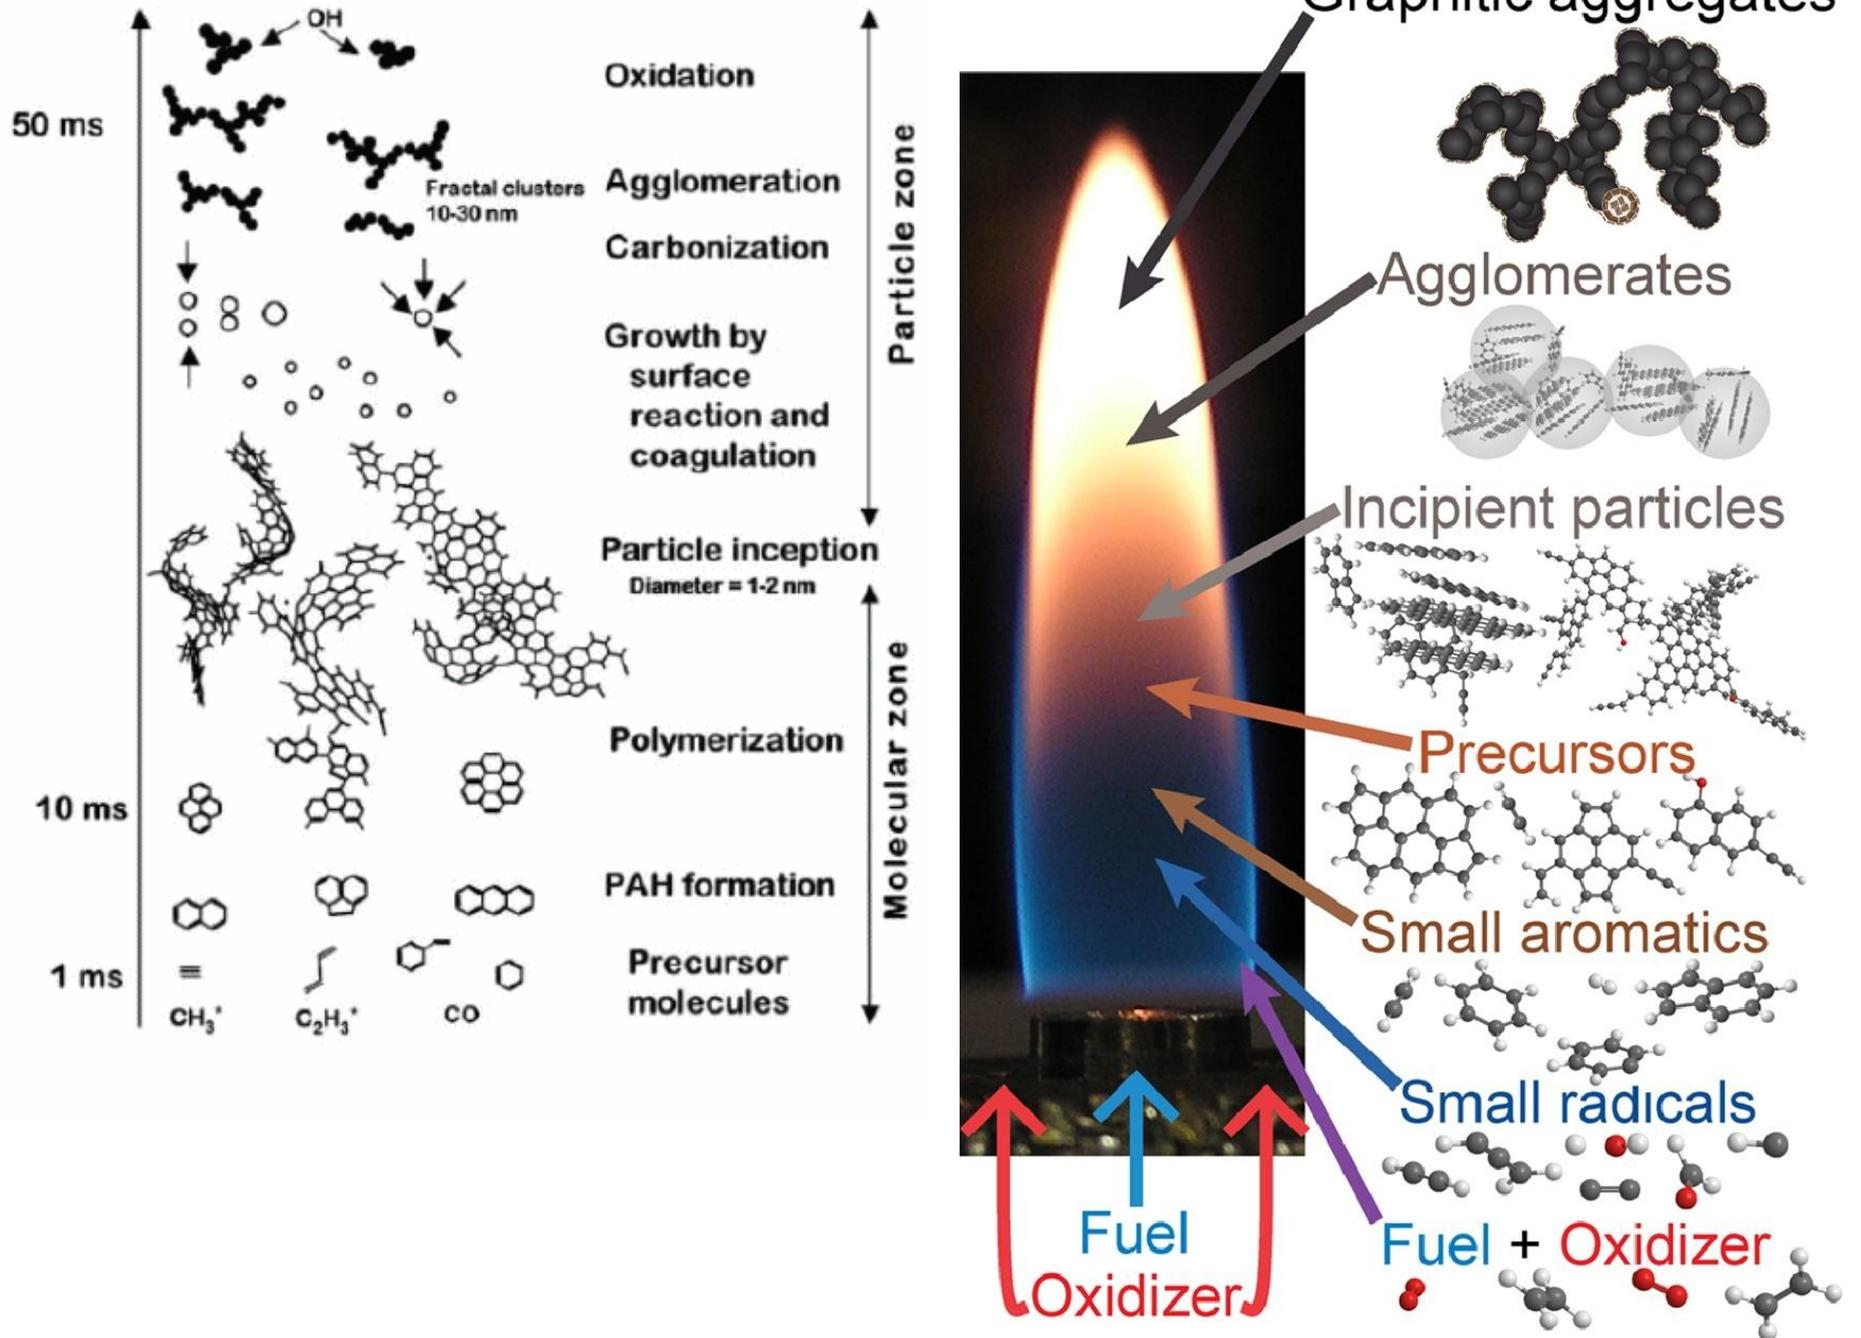 OH
Oxidation
50 ms
Agglomeration
Fractal clusters
10-30 nm
Carbonization
Growth by
surface
reaction and
coagulation
Particle zone
Particle inception
Diameter = 1-2 nm
Polymerization
10 ms
PAH formation
1 ms
Precursor
molecules
CH3*
C2H3*
CO
Molecular zone
Graphitic aggregates
Agglomerates
Incipient particles
Precursors
Small aromatics
Small radicals
Fuel + Oxidizer
Fuel
Oxidizer